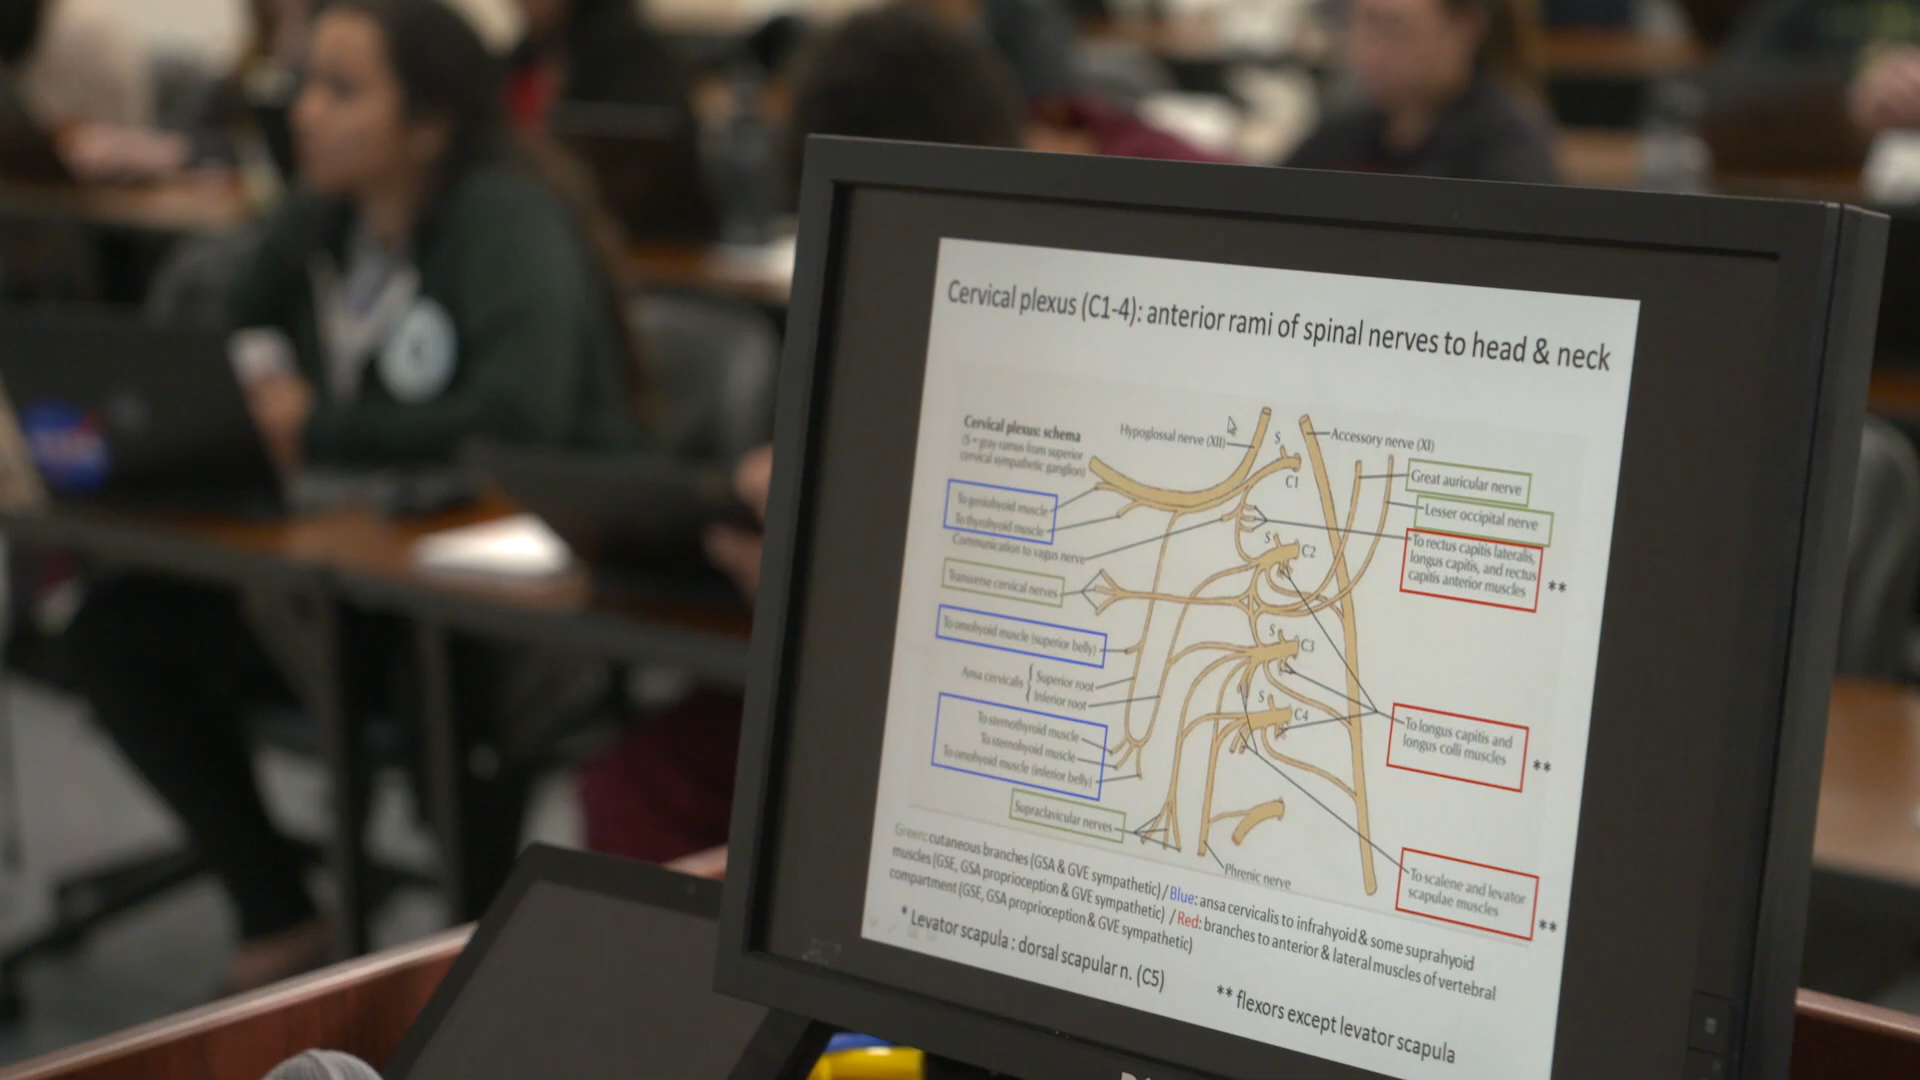 Cervical plexus (C1-4): anterior rami of spinal nerves to head & neck
Cervical plexus: schema
(S = gray ramus from superior
cervical sympathetic ganglion)
Hypoglossal nerve (XII)
S
C1
Accessory nerve (XI)
Great auricular nerve
Lesser occipital nerve
To geniohyoid muscle
To thyrohyoid muscle
Communication to vagus nerve
To rectus capitis lateralis,
longus capitis, and rectus
capitis anterior muscles
**
S
C2
Transverse cervical nerves
To omohyoid muscle (superior belly)
S
C3
Ansa cervicalis
Superior root
Inferior root
S
C4
To sternothyroid muscle
To sternohyoid muscle
To omohyoid muscle (inferior belly)
To longus capitis and
longus colli muscles
**
Supraclavicular nerves
Phrenic nerve
To scalene and levator
scapulae muscles
**
Green: cutaneous branches (GSA & GVE sympathetic) / Blue: ansa cervicalis to infrahyoid & some suprahyoid
muscles (GSE, GSA proprioception & GVE sympathetic) / Red: branches to anterior & lateral muscles of vertebral
compartment (GSE, GSA proprioception & GVE sympathetic)
* Levator scapula : dorsal scapular n. (C5)
** flexors except levator scapula